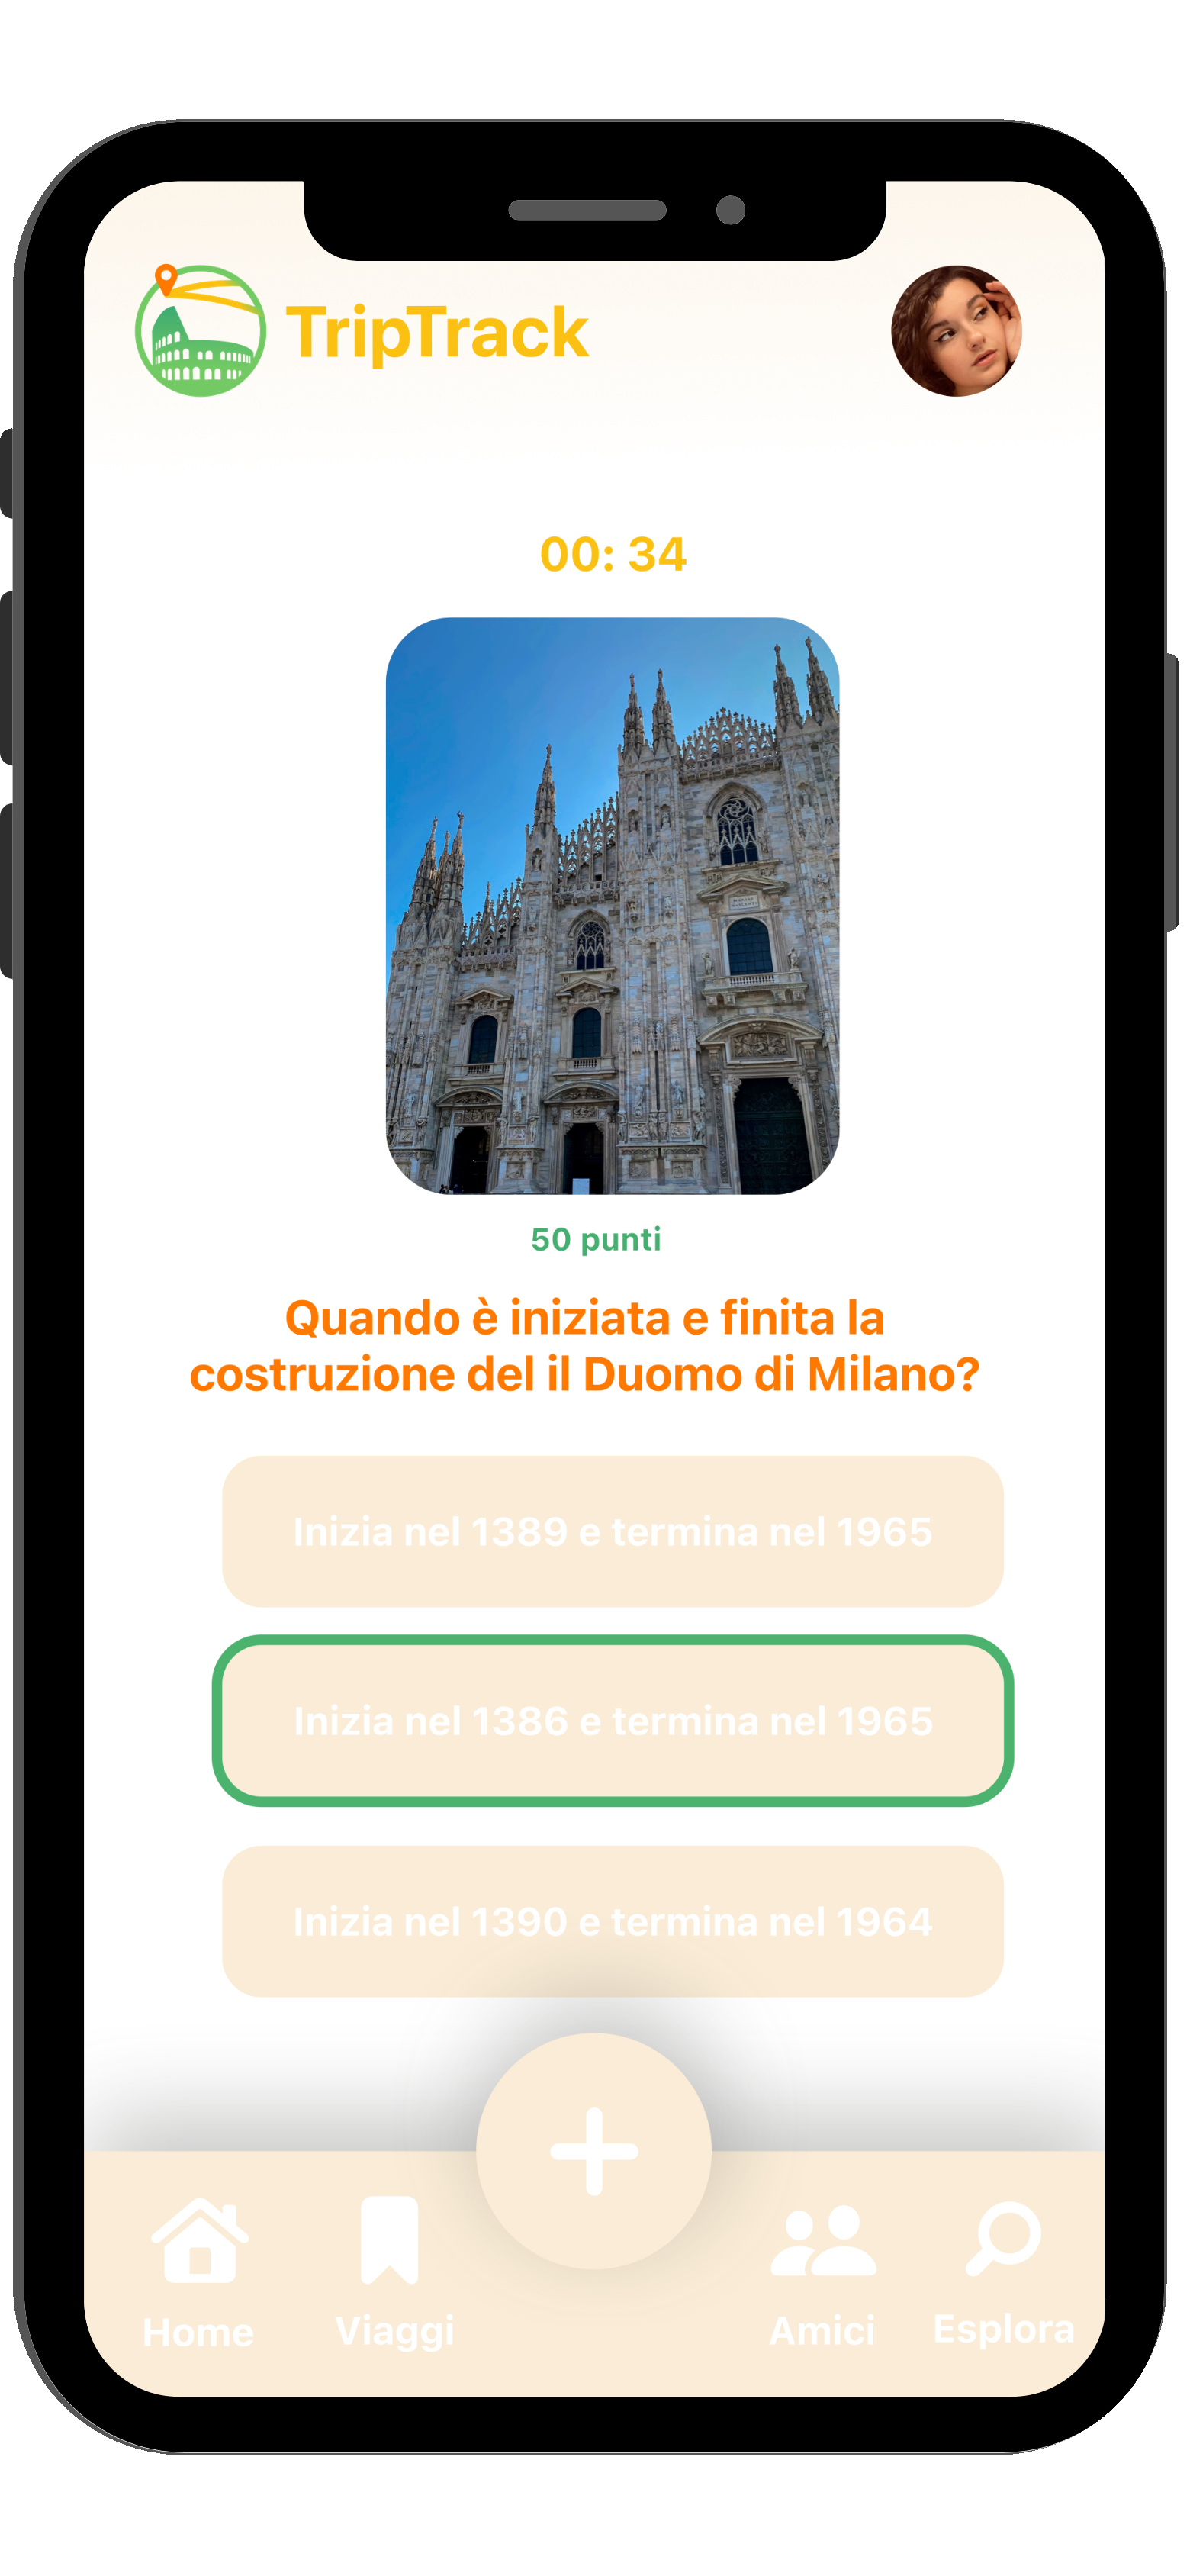 TripTrack
00: 34
50 punti
Quando è iniziata e finita la
costruzione del il Duomo di Milano?
Inizia nel 1389 e termina nel 1965
Inizia nel 1386 e termina nel 1965
Inizia nel 1390 e termina nel 1964
Home
Viaggi
Amici
Esplora